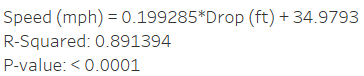 Speed (mph) = 0.199285*Drop (ft) + 34.9793
R-Squared: 0.891394
P-value: < 0.0001